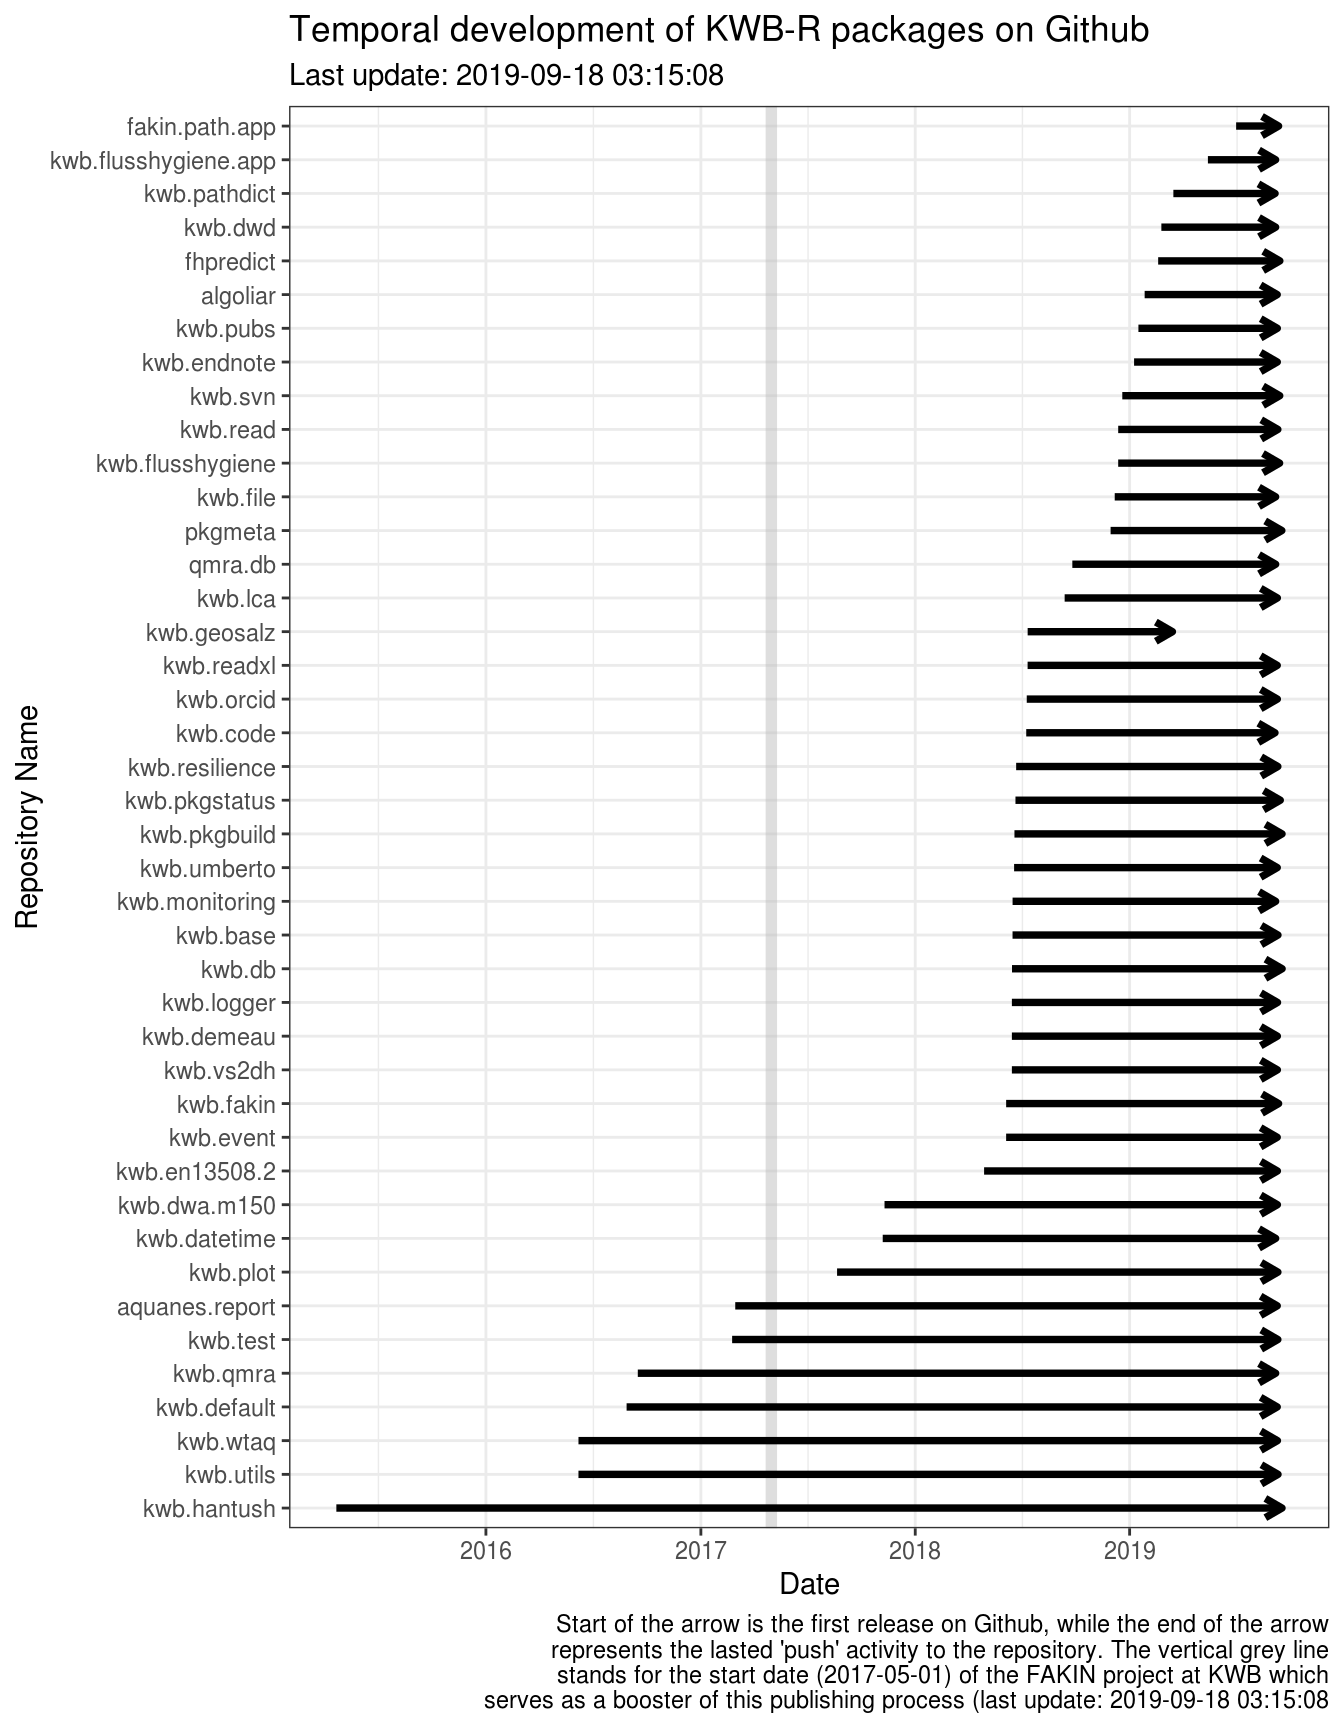 Temporal development of KWB-R packages on Github
Last update: 2019-09-18 03:15:08
Repository Name
fakin.path.app
kwb.flusshygiene.app
kwb.pathdict
kwb.dwd
fhpredict
algoliar
kwb.pubs
kwb.endnote
kwb.svn
kwb.read
kwb.flusshygiene
kwb.file
pkgmeta
qmra.db
kwb.lca
kwb.geosalz
kwb.readxl
kwb.orcid
kwb.code
kwb.resilience
kwb.pkgstatus
kwb.pkgbuild
kwb.umberto
kwb.monitoring
kwb.base
kwb.db
kwb.logger
kwb.demeau
kwb.vs2dh
kwb.fakin
kwb.event
kwb.en13508.2
kwb.dwa.m150
kwb.datetime
kwb.plot
aquanes.report
kwb.test
kwb.qmra
kwb.default
kwb.wtaq
kwb.utils
kwb.hantush
2016 2017 2018 2019
Date
Start of the arrow is the first release on Github, while the end of the arrow
represents the lasted 'push' activity to the repository. The vertical grey line
stands for the start date (2017-05-01) of the FAKIN project at KWB which
serves as a booster of this publishing process (last update: 2019-09-18 03:15:08